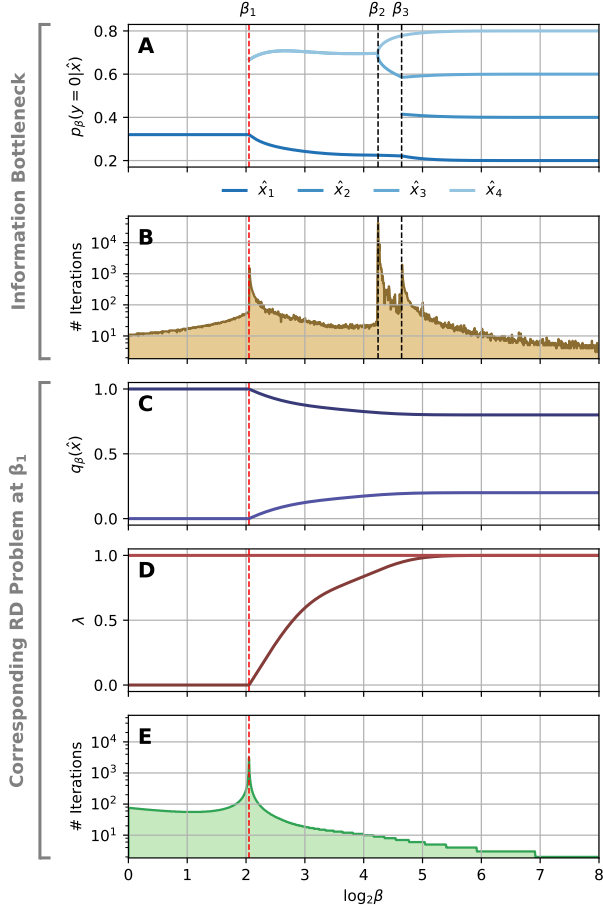 β₁ β₂ β₃
Information Bottleneck
A
p_β(y = 0|x̂)
0.8
0.6
0.4
0.2
x̂₁ x̂₂ x̂₃ x̂₄
B
# Iterations
10⁴
10³
10²
10¹
Corresponding RD Problem at β₁
C
q_β(x̂)
1.0
0.5
0.0
D
λ
1.0
0.5
0.0
E
# Iterations
10⁴
10³
10²
10¹
0 1 2 3 4 5 6 7 8
log₂β